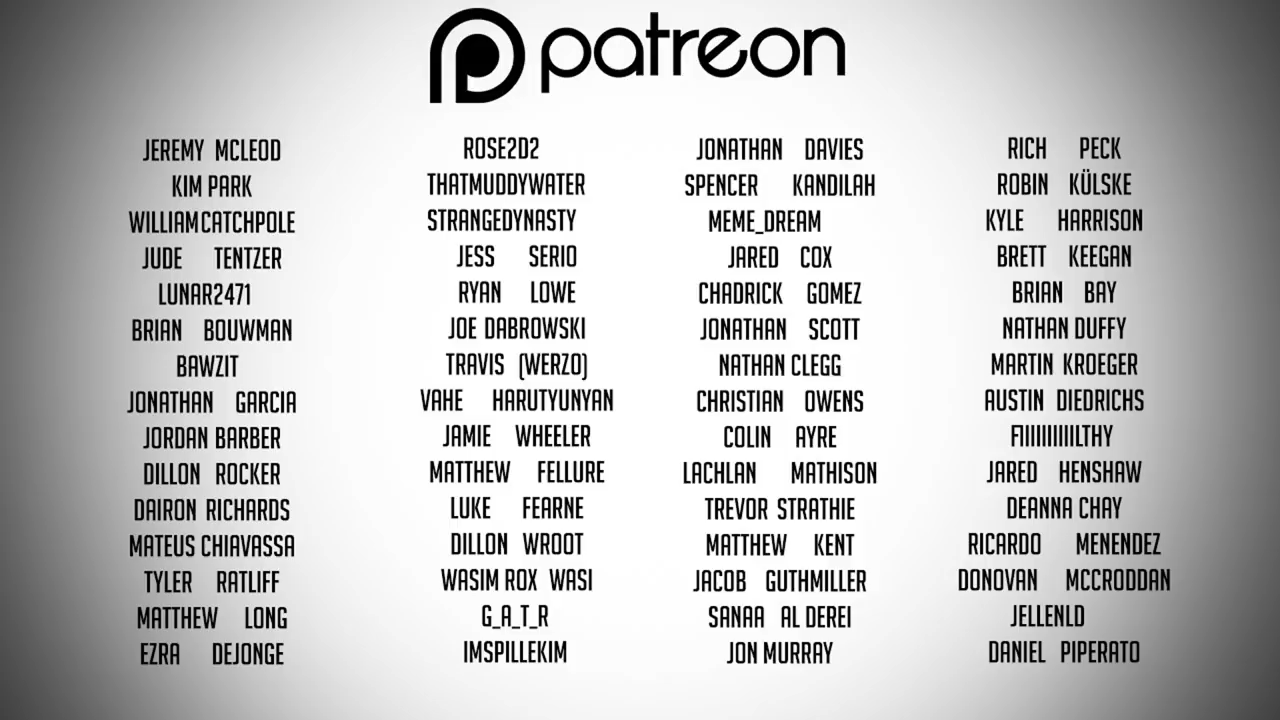 patreon
JEREMY MCLEOD
KIM PARK
WILLIAM CATCHPOLE
JUDE TENTZER
LUNAR2471
BRIAN BOUWMAN
BAWZIT
JONATHAN GARCIA
JORDAN BARBER
DILLON ROCKER
DAIRON RICHARDS
MATEUS CHIAVASSA
TYLER RATLIFF
MATTHEW LONG
EZRA DEJONGE
ROSE2D2
THATMUDDYWATER
STRANGEDYNASTY
JESS SERIO
RYAN LOWE
JOE DABROWSKI
TRAVIS (WERZO)
VAHE HARUTYUNYAN
JAMIE WHEELER
MATTHEW FELLURE
LUKE FEARNE
DILLON WROOT
WASIM ROX WASI
G_A_T_R
IMSPILLEKIM
JONATHAN DAVIES
SPENCER KANDILAH
MEME_DREAM
JARED COX
CHADRICK GOMEZ
JONATHAN SCOTT
NATHAN CLEGG
CHRISTIAN OWENS
COLIN AYRE
LACHLAN MATHISON
TREVOR STRATHIE
MATTHEW KENT
JACOB GUTHMILLER
SANAA AL DEREI
JON MURRAY
RICH PECK
ROBIN KÜLSKE
KYLE HARRISON
BRETT KEEGAN
BRIAN BAY
NATHAN DUFFY
MARTIN KROEGER
AUSTIN DIEDRICHS
FIIIIIIIIIILTHY
JARED HENSHAW
DEANNA CHAY
RICARDO MENENDEZ
DONOVAN MCCRODDAN
JELLENLD
DANIEL PIPERATO